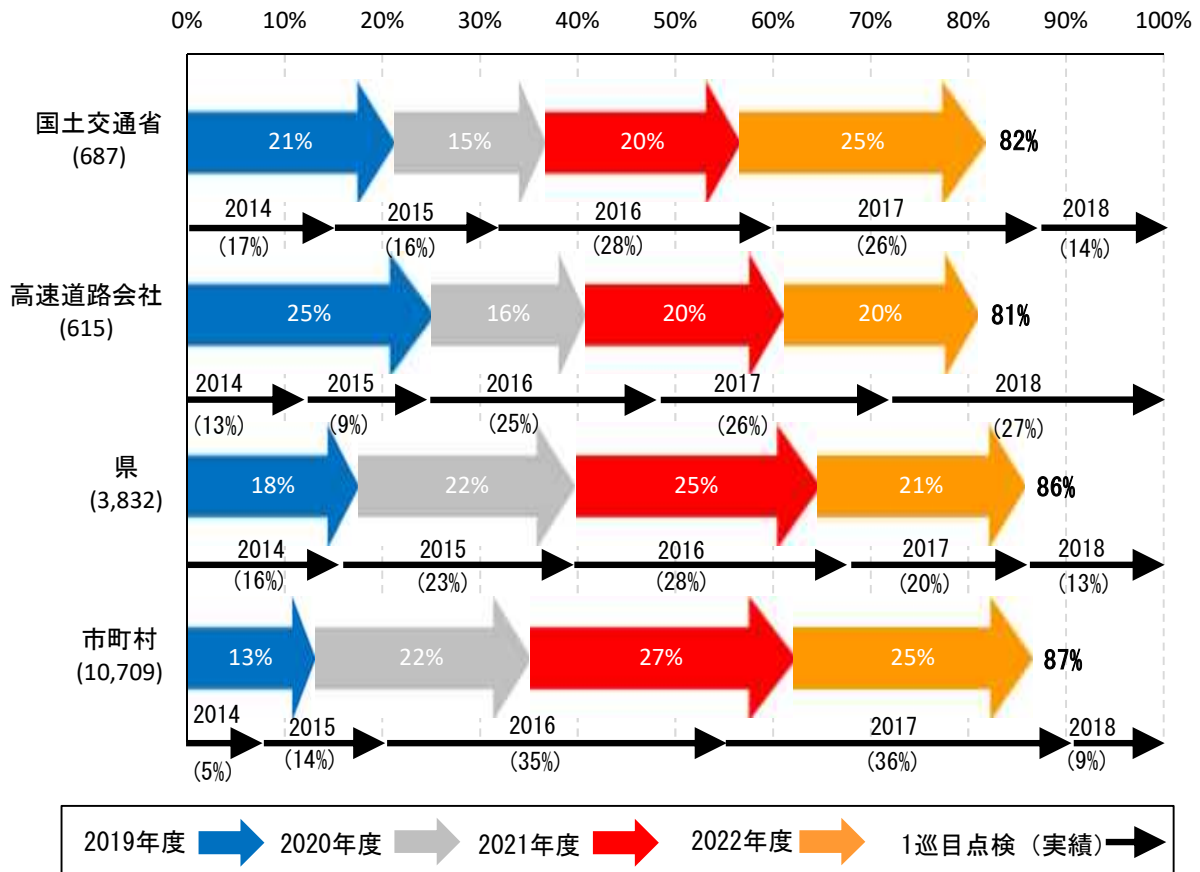 0% 10% 20% 30% 40% 50% 60% 70% 80% 90% 100%
国土交通省
(687)
21% 15% 20% 25% 82%
2014 2015 2016 2017 2018
(17%) (16%) (28%) (26%) (14%)
高速道路会社
(615)
25% 16% 20% 20% 81%
2014 2015 2016 2017 2018
(13%) (9%) (25%) (26%) (27%)
県
(3,832)
18% 22% 25% 21% 86%
2014 2015 2016 2017 2018
(16%) (23%) (28%) (20%) (13%)
市町村
(10,709)
13% 22% 27% 25% 87%
2014 2015 2016 2017 2018
(5%) (14%) (35%) (36%) (9%)
2019年度 2020年度 2021年度 2022年度 1巡目点検（実績）